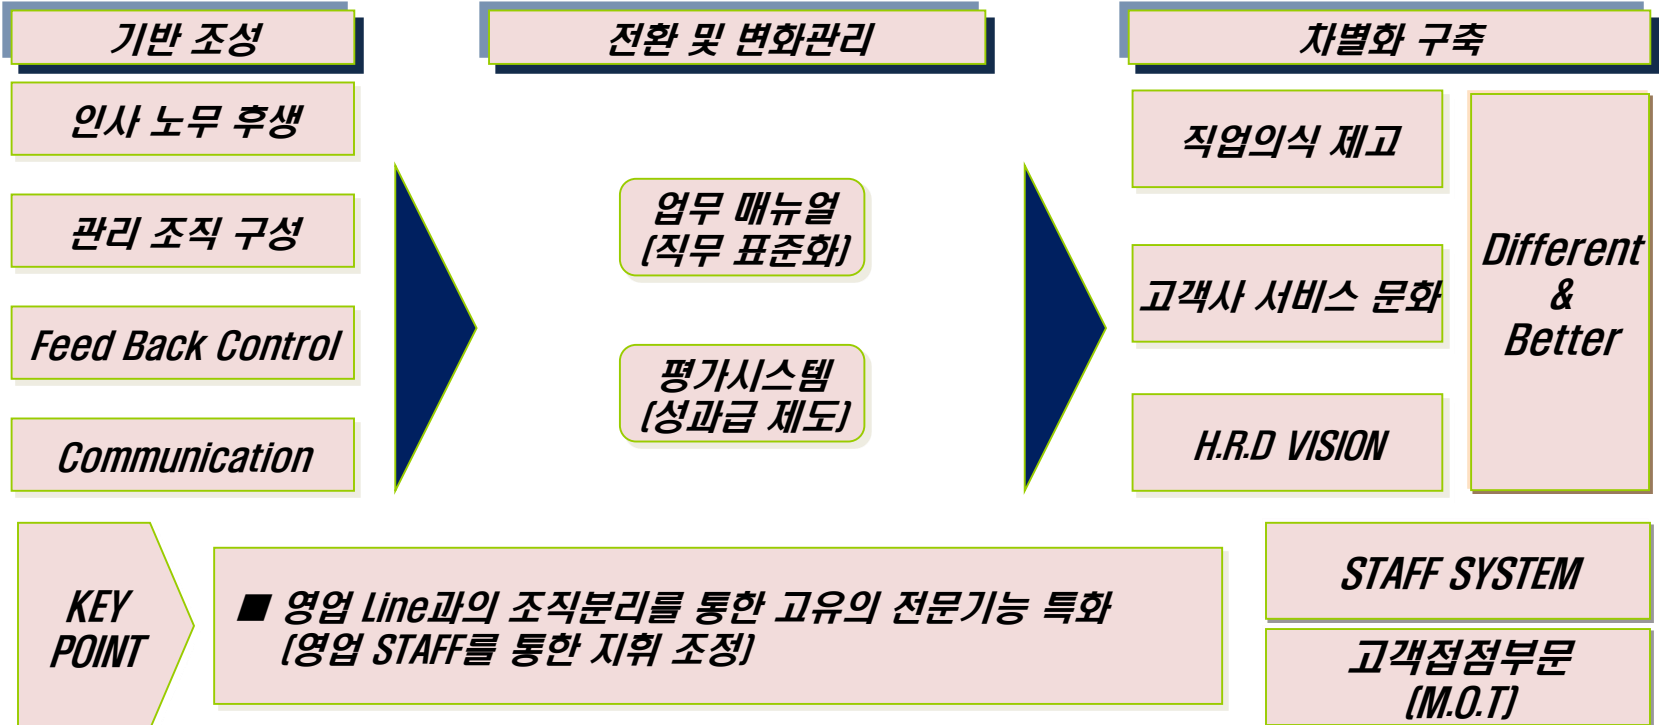 기반 조성
전환 및 변화관리
차별화 구축
인사 노무 후생
관리 조직 구성
Feed Back Control
Communication
업무 매뉴얼
(직무 표준화)
평가시스템
(성과급 제도)
직업의식 제고
고객사 서비스 문화
H.R.D VISION
Different
&
Better
KEY
POINT
■ 영업 Line과의 조직분리를 통한 고유의 전문기능 특화
(영업 STAFF를 통한 지휘 조정)
STAFF SYSTEM
고객접점부문
(M.O.T)